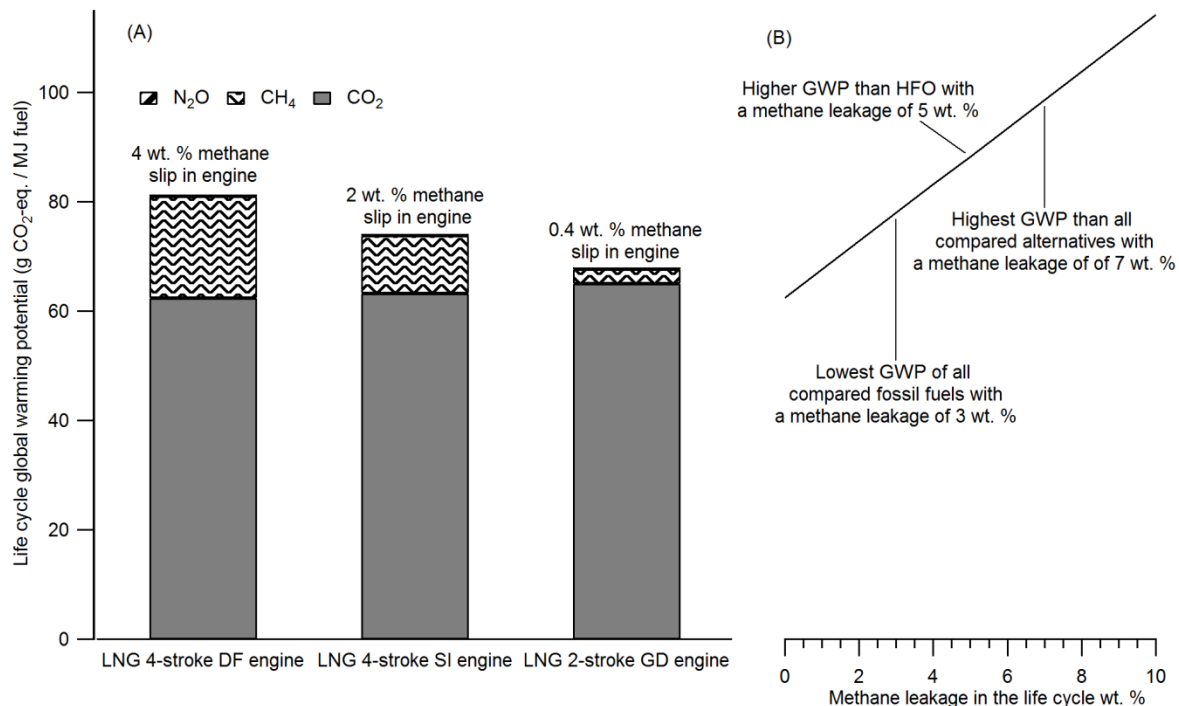 (A)
N₂O CH₄ CO₂
4 wt. % methane
slip in engine
2 wt. % methane
slip in engine
0.4 wt. % methane
slip in engine
Life cycle global warming potential (g CO₂-eq. / MJ fuel)
100
80
60
40
20
0
LNG 4-stroke DF engine
LNG 4-stroke SI engine
LNG 2-stroke GD engine
(B)
Higher GWP than HFO with
a methane leakage of 5 wt. %
Highest GWP than all
compared alternatives with
a methane leakage of of 7 wt. %
Lowest GWP of all
compared fossil fuels with
a methane leakage of 3 wt. %
0 2 4 6 8 10
Methane leakage in the life cycle wt. %